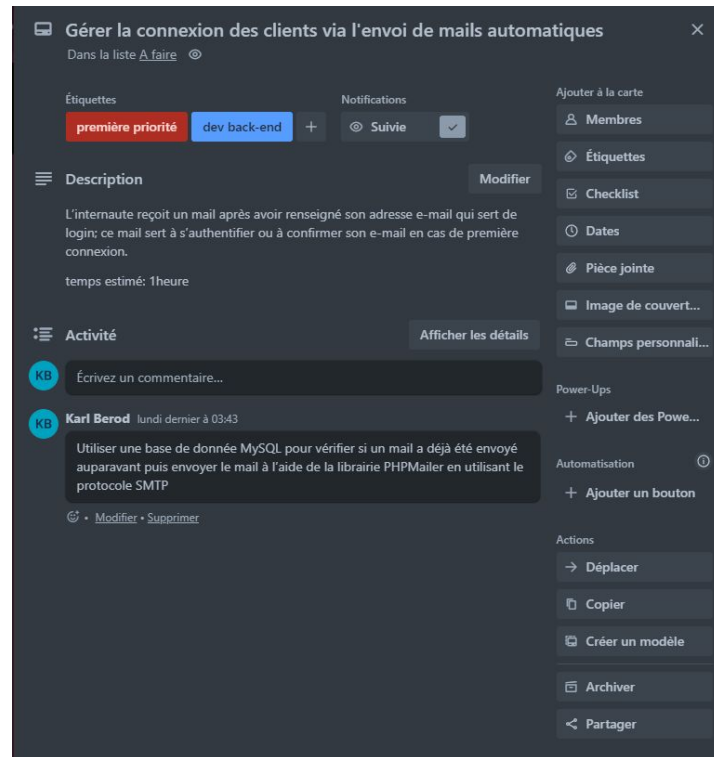 Gérer la connexion des clients via l'envoi de mails automatiques
Dans la liste A faire
Étiquettes
première priorité
dev back-end
Notifications
Suivie
Description
Modifier
L'internaute reçoit un mail après avoir renseigné son adresse e-mail qui sert de
login; ce mail sert à s'authentifier ou à confirmer son e-mail en cas de première
connexion.
temps estimé: 1heure
Activité
Afficher les détails
KB
Écrivez un commentaire...
KB
Karl Berod lundi dernier à 03:43
Utiliser une base de donnée MySQL pour vérifier si un mail a déjà été envoyé
auparavant puis envoyer le mail à l'aide de la librairie PHPMailer en utilisant le
protocole SMTP
• Modifier • Supprimer
Ajouter à la carte
Membres
Étiquettes
Checklist
Dates
Pièce jointe
Image de couvert...
Champs personnali...
Power-Ups
+ Ajouter des Powe...
Automatisation
+ Ajouter un bouton
Actions
→ Déplacer
Copier
Créer un modèle
Archiver
Partager